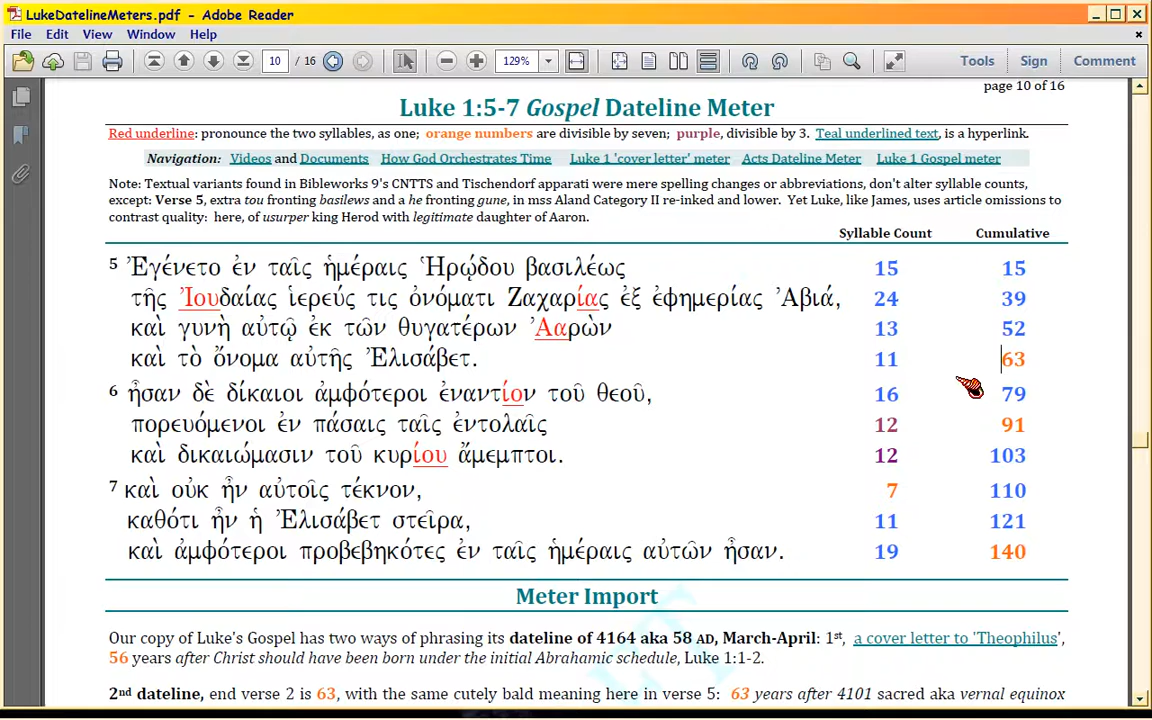 LukeDatelineMeters.pdf - Adobe Reader
File Edit View Window Help
10 / 16 129% Tools Sign Comment
page 10 of 16
Luke 1:5-7 Gospel Dateline Meter
Red underline: pronounce the two syllables, as one; orange numbers are divisible by seven; purple, divisible by 3. Teal underlined text, is a hyperlink.
Navigation: Videos and Documents How God Orchestrates Time Luke 1 'cover letter' meter Acts Dateline Meter Luke 1 Gospel meter
Note: Textual variants found in Bibleworks 9's CNTTS and Tischendorf apparati were mere spelling changes or abbreviations, don't alter syllable counts,
except: Verse 5, extra tou fronting basilews and a he fronting gune, in mss Aland Category II re-inked and lower. Yet Luke, like James, uses article omissions to
contrast quality: here, of usurper king Herod with legitimate daughter of Aaron.
Syllable Count Cumulative
5 Ἐγένετο ἐν ταῖς ἡμέραις Ἡρῴδου βασιλέως 15 15
τῆς Ἰουδαίας ἱερεύς τις ὀνόματι Ζαχαρίας ἐξ ἐφημερίας Ἀβιά, 24 39
καὶ γυνὴ αὐτῷ ἐκ τῶν θυγατέρων Ἀαρὼν 13 52
καὶ τὸ ὄνομα αὐτῆς Ἐλισάβετ. 11 63
6 ἦσαν δὲ δίκαιοι ἀμφότεροι ἐναντίον τοῦ θεοῦ, 16 79
πορευόμενοι ἐν πάσαις ταῖς ἐντολαῖς 12 91
καὶ δικαιώμασιν τοῦ κυρίου ἄμεμπτοι. 12 103
7 καὶ οὐκ ἦν αὐτοῖς τέκνον, 7 110
καθότι ἦν ἡ Ἐλισάβετ στεῖρα, 11 121
καὶ ἀμφότεροι προβεβηκότες ἐν ταῖς ἡμέραις αὐτῶν ἦσαν. 19 140
Meter Import
Our copy of Luke's Gospel has two ways of phrasing its dateline of 4164 aka 58 AD, March-April: 1st, a cover letter to 'Theophilus',
56 years after Christ should have been born under the initial Abrahamic schedule, Luke 1:1-2.
2nd dateline, end verse 2 is 63, with the same cutely bald meaning here in verse 5: 63 years after 4101 sacred aka vernal equinox